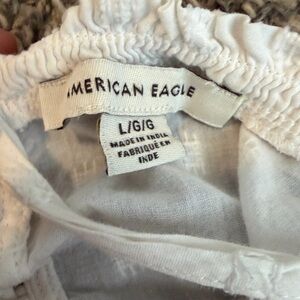 AMERICAN EAGLE
L/G/G
MADE IN INDIA
FABRIQUÉ EN
INDE